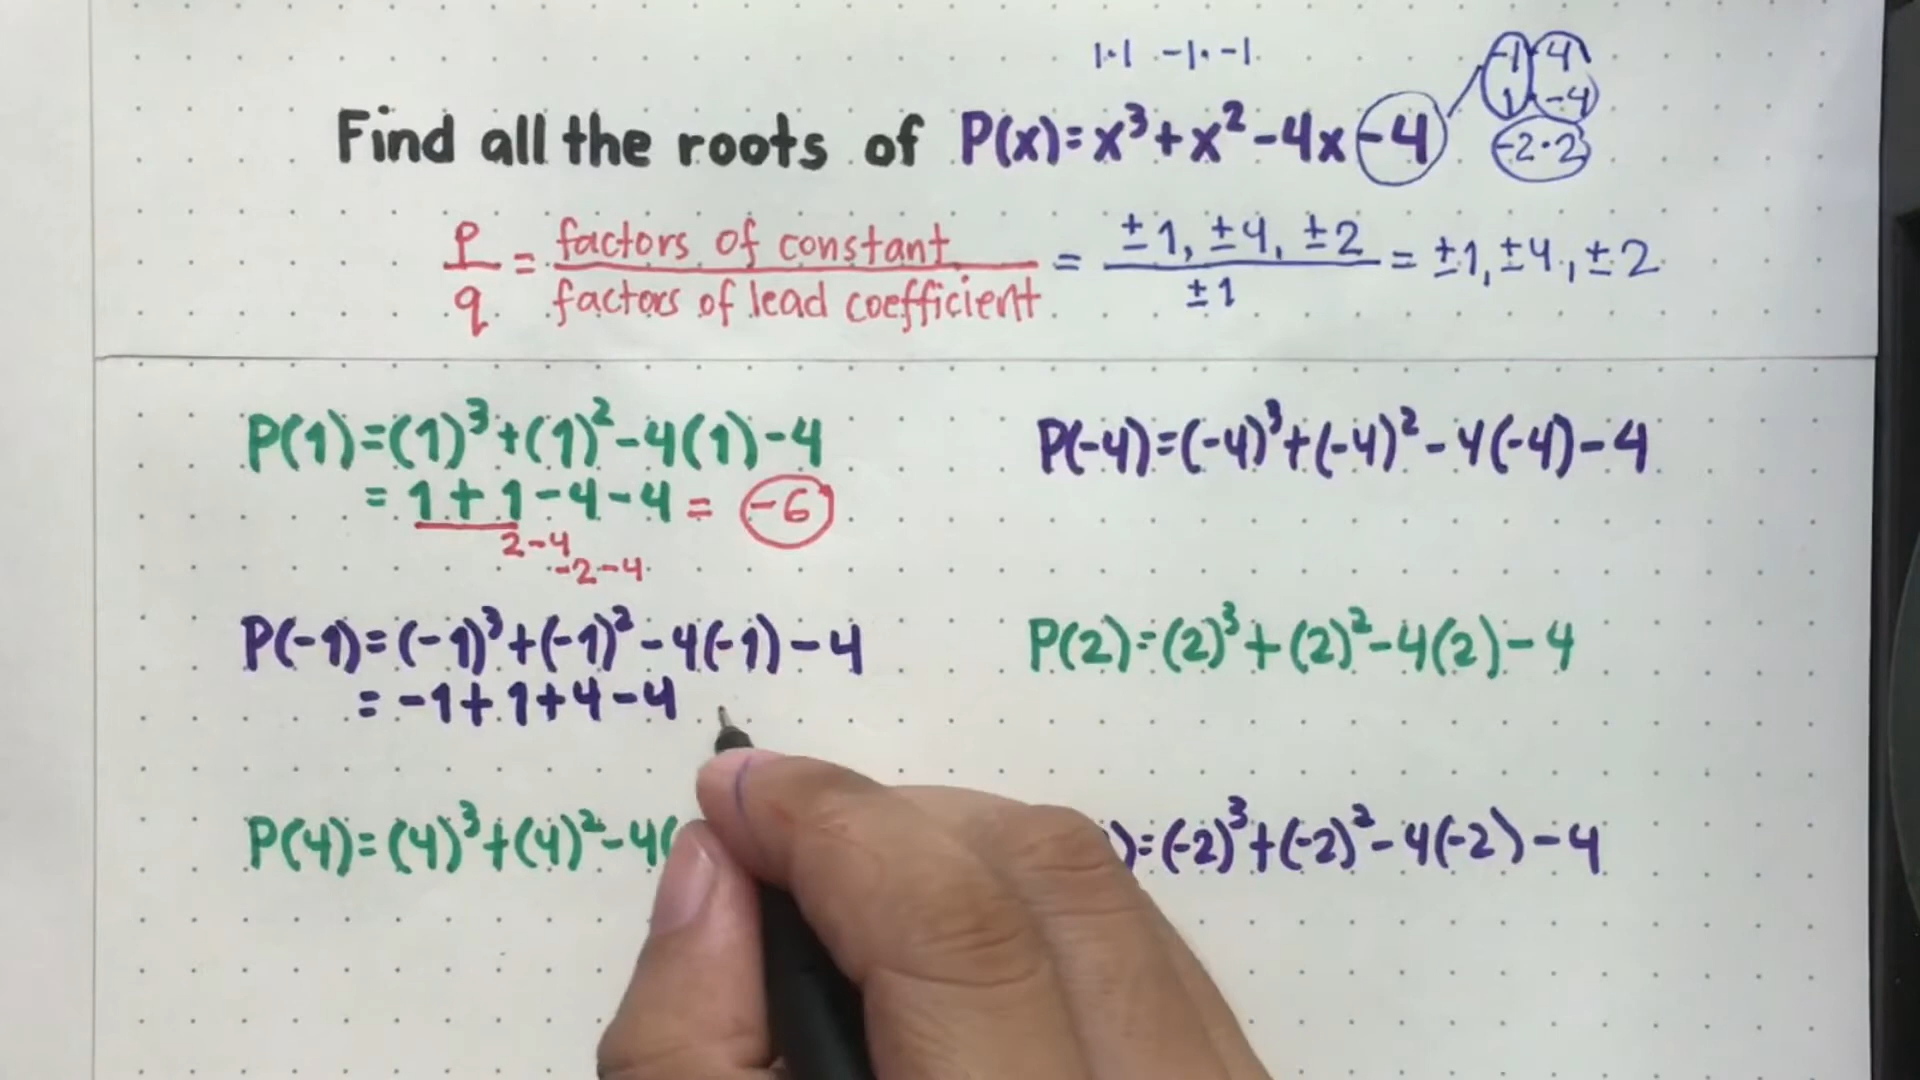 1·1 -1·-1
-1 4
1 -4
-2·2
Find all the roots of P(x)=x³+x²-4x-4
p/q = factors of constant/factors of lead coefficient = ±1, ±4, ±2/±1 = ±1, ±4, ±2
P(1)=(1)³+(1)²-4(1)-4
= 1+1-4-4 = -6
2-4
-2-4
P(-1)=(-1)³+(-1)²-4(-1)-4
= -1+1+4-4
P(4)=(4)³+(4)²-4(
P(-4)=(-4)³+(-4)²-4(-4)-4
P(2)=(2)³+(2)²-4(2)-4
)=(-2)³+(-2)²-4(-2)-4